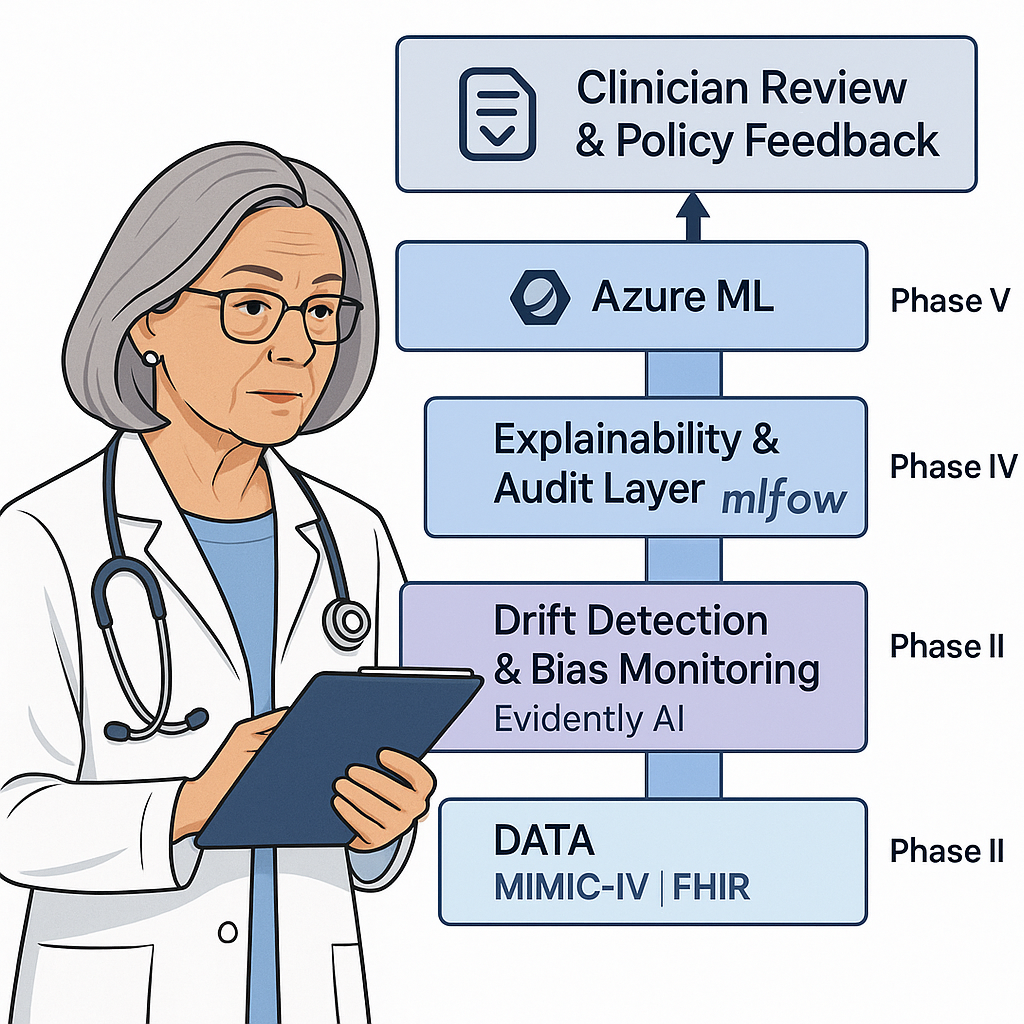 Clinician Review
& Policy Feedback
Azure ML
Phase V
Explainability &
Audit Layer mlfow
Phase IV
Drift Detection
& Bias Monitoring
Evidently AI
Phase II
DATA
MIMIC-IV | FHIR
Phase II